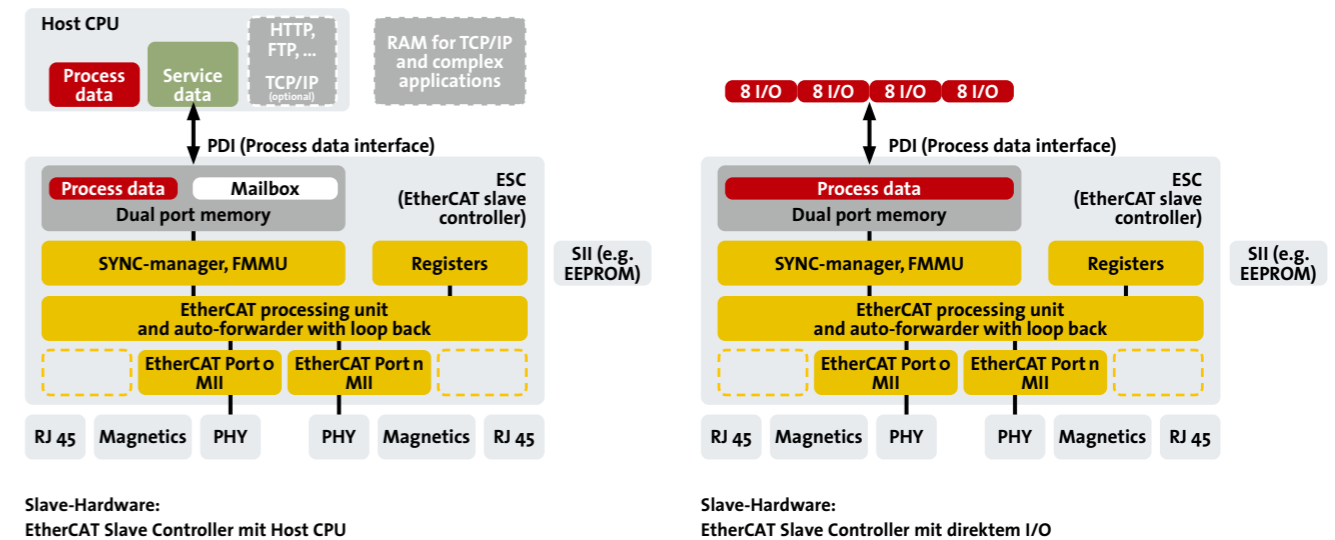 Host CPU
Process
data
Service
data
HTTP,
FTP, ...
TCP/IP
(optional)
RAM for TCP/IP
and complex
applications
PDI (Process data interface)
Process data
Mailbox
Dual port memory
ESC
(EtherCAT slave
controller)
SYNC-manager, FMMU
Registers
SII (e.g.
EEPROM)
EtherCAT processing unit
and auto-forwarder with loop back
EtherCAT Port 0
MII
EtherCAT Port n
MII
RJ 45
Magnetics
PHY
PHY
Magnetics
RJ 45
Slave-Hardware:
EtherCAT Slave Controller mit Host CPU
8 I/O
8 I/O
8 I/O
8 I/O
PDI (Process data interface)
Process data
Dual port memory
ESC
(EtherCAT slave
controller)
SYNC-manager, FMMU
Registers
SII (e.g.
EEPROM)
EtherCAT processing unit
and auto-forwarder with loop back
EtherCAT Port 0
MII
EtherCAT Port n
MII
RJ 45
Magnetics
PHY
PHY
Magnetics
RJ 45
Slave-Hardware:
EtherCAT Slave Controller mit direktem I/O